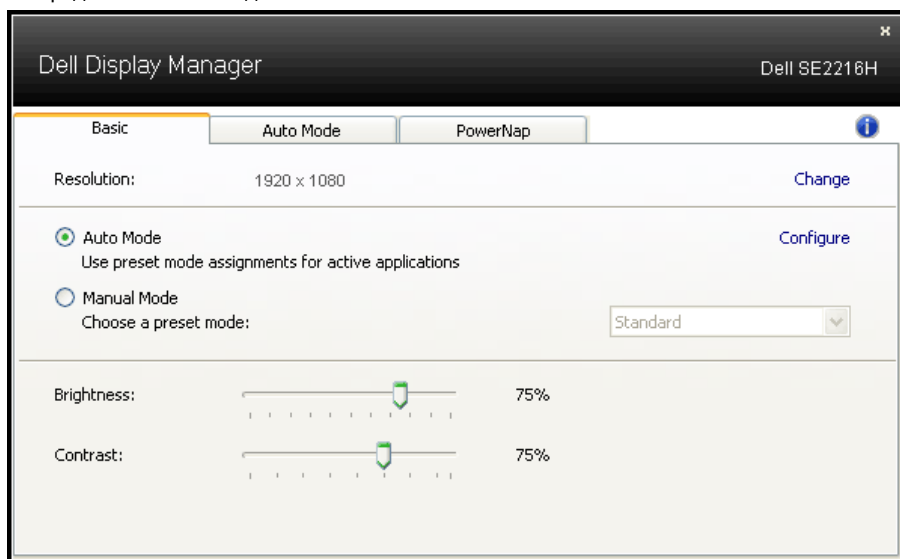 Dell Display Manager
Dell SE2216H
Basic
Auto Mode
PowerNap
Resolution:
1920 x 1080
Change
Auto Mode
Configure
Use preset mode assignments for active applications
Manual Mode
Choose a preset mode:
Standard
Brightness:
75%
Contrast:
75%